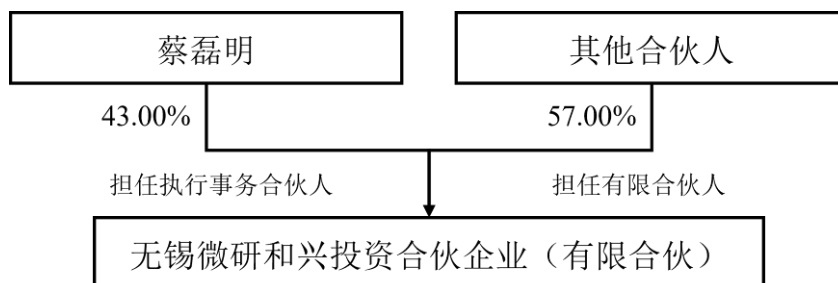 蔡磊明
其他合伙人
43.00%
57.00%
担任执行事务合伙人
担任有限合伙人
无锡微研和兴投资合伙企业（有限合伙）